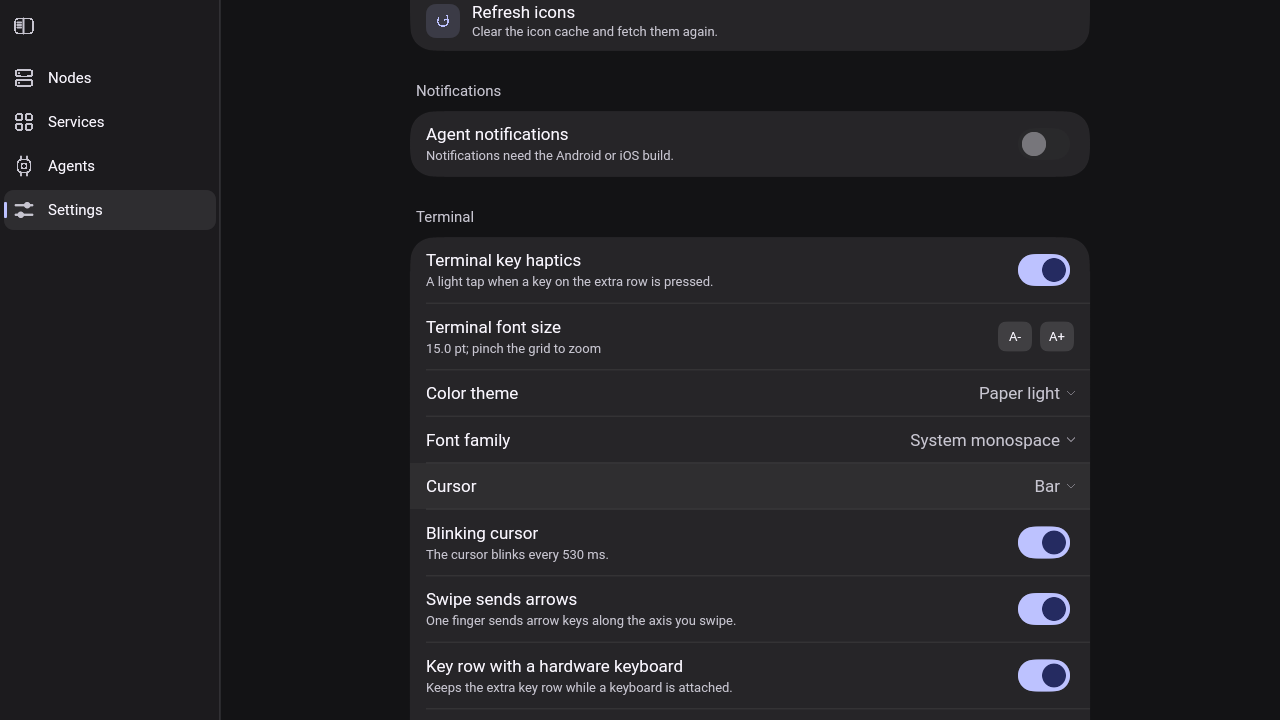 Refresh icons
Clear the icon cache and fetch them again.
Nodes
Services
Agents
Settings
Notifications
Agent notifications
Notifications need the Android or iOS build.
Terminal
Terminal key haptics
A light tap when a key on the extra row is pressed.
Terminal font size
15.0 pt; pinch the grid to zoom
A-
A+
Color theme
Paper light
Font family
System monospace
Cursor
Bar
Blinking cursor
The cursor blinks every 530 ms.
Swipe sends arrows
One finger sends arrow keys along the axis you swipe.
Key row with a hardware keyboard
Keeps the extra key row while a keyboard is attached.